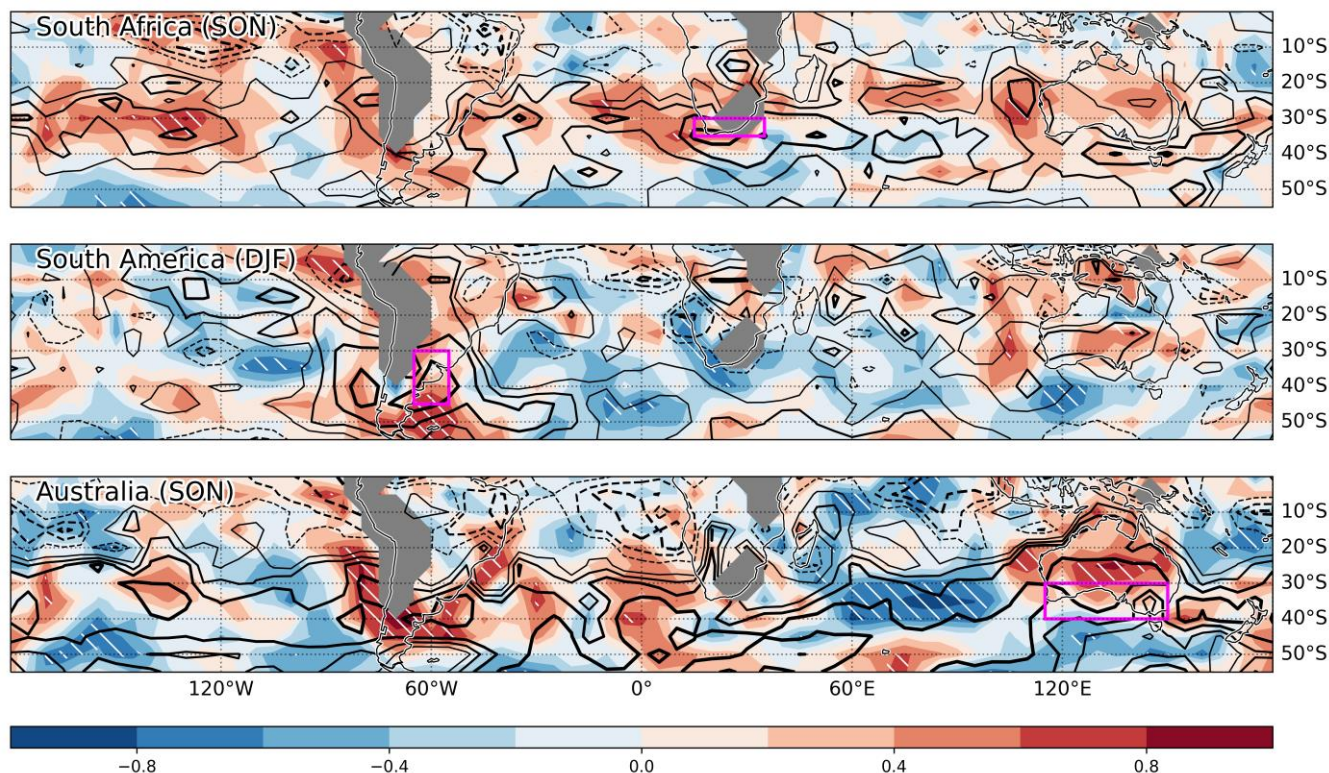 South Africa (SON)
10°S
20°S
30°S
40°S
50°S
South America (DJF)
10°S
20°S
30°S
40°S
50°S
Australia (SON)
10°S
20°S
30°S
40°S
50°S
120°W 60°W 0° 60°E 120°E
−0.8 −0.4 0.0 0.4 0.8